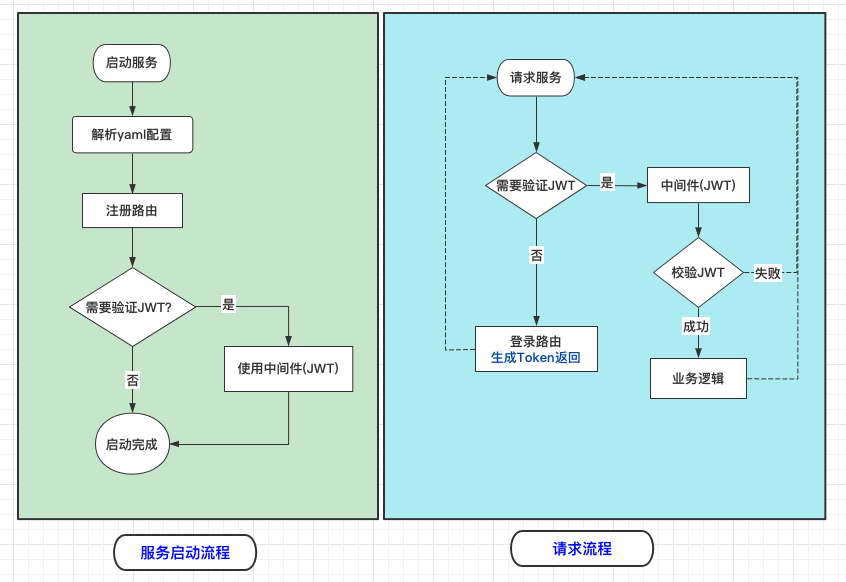 启动服务
解析yaml配置
注册路由
需要验证JWT?
是
使用中间件(JWT)
否
启动完成
服务启动流程
请求服务
需要验证JWT
是
中间件(JWT)
校验JWT
失败
否
成功
登录路由
生成Token返回
业务逻辑
请求流程